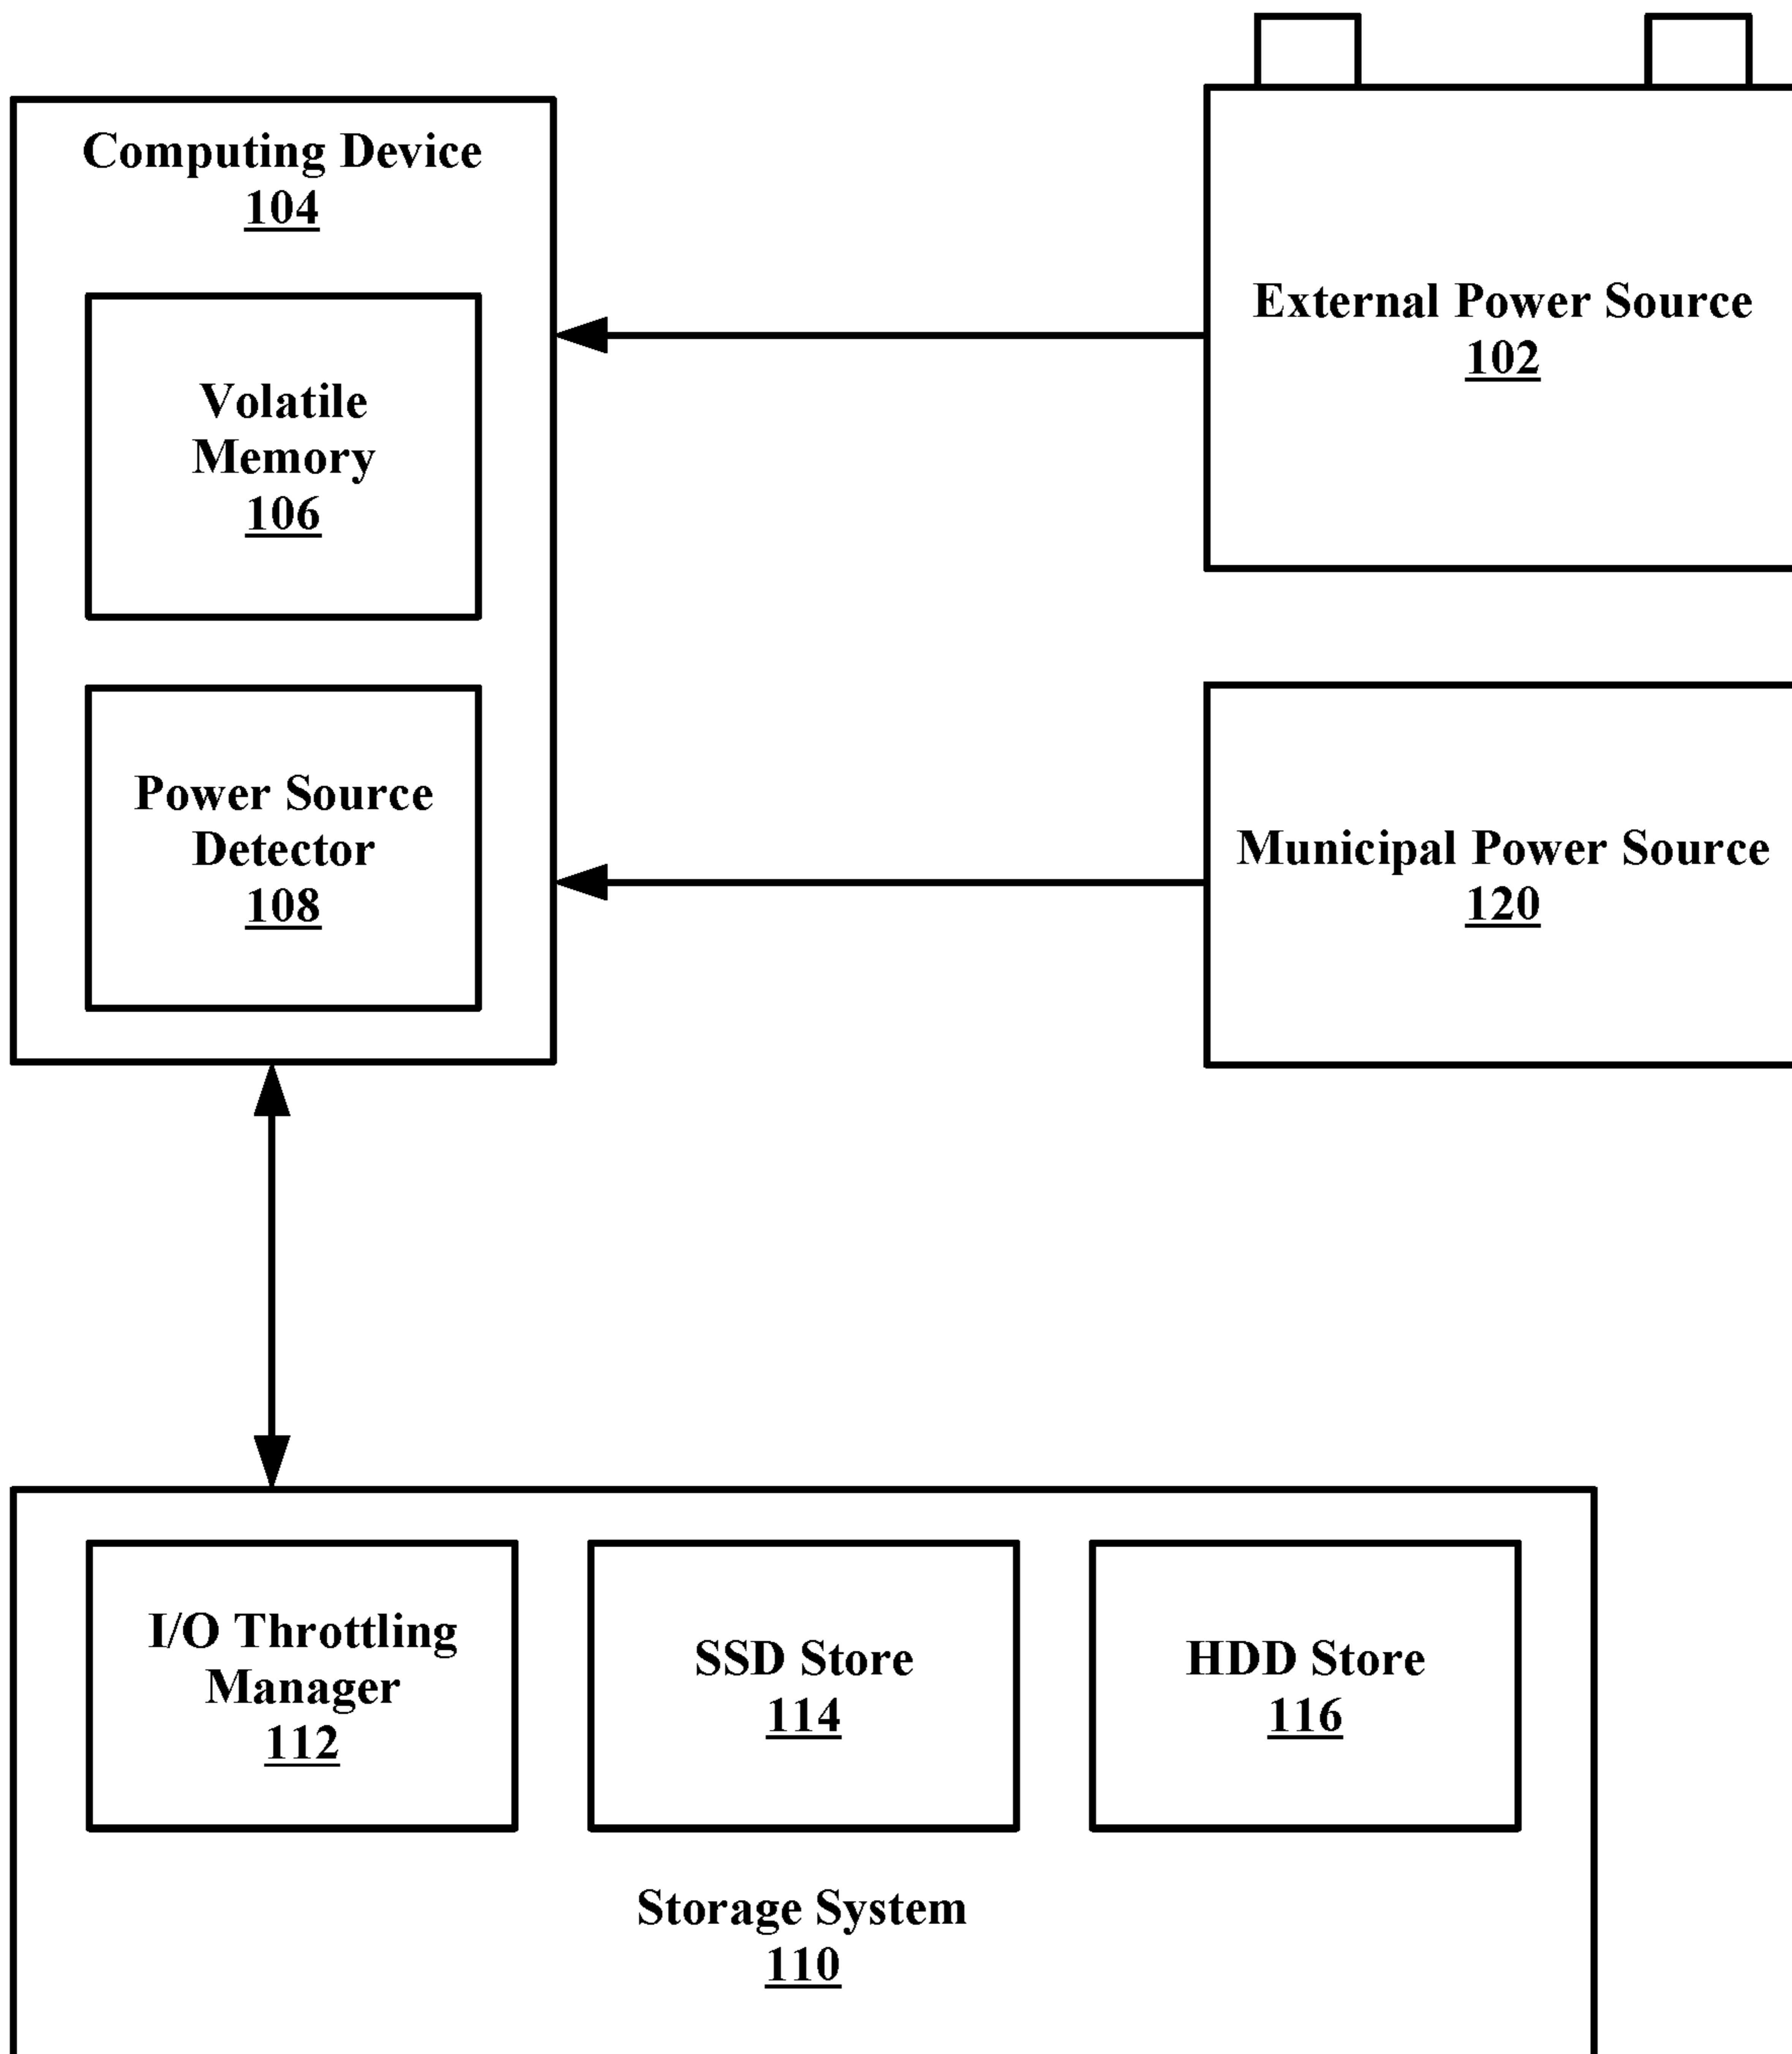 Computing Device
104
Volatile
Memory
106
Power Source
Detector
108
External Power Source
102
Municipal Power Source
120
I/O Throttling
Manager
112
SSD Store
114
HDD Store
116
Storage System
110